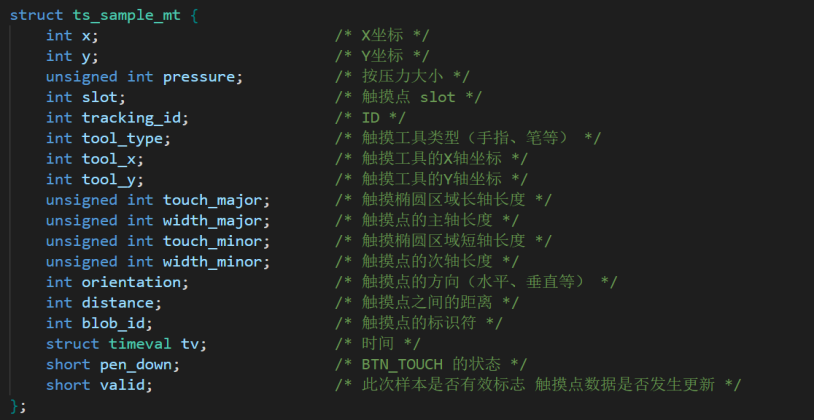 struct ts_sample_mt {
int x; /* X坐标 */
int y; /* Y坐标 */
unsigned int pressure; /* 按压力大小 */
int slot; /* 触摸点 slot */
int tracking_id; /* ID */
int tool_type; /* 触摸工具类型（手指、笔等） */
int tool_x; /* 触摸工具的X轴坐标 */
int tool_y; /* 触摸工具的Y轴坐标 */
unsigned int touch_major; /* 触摸椭圆区域长轴长度 */
unsigned int width_major; /* 触摸点的主轴长度 */
unsigned int touch_minor; /* 触摸椭圆区域短轴长度 */
unsigned int width_minor; /* 触摸点的次轴长度 */
int orientation; /* 触摸点的方向（水平、垂直等） */
int distance; /* 触摸点之间的距离 */
int blob_id; /* 触摸点的标识符 */
struct timeval tv; /* 时间 */
short pen_down; /* BTN_TOUCH 的状态 */
short valid; /* 此次样本是否有效标志 触摸点数据是否发生更新 */
};